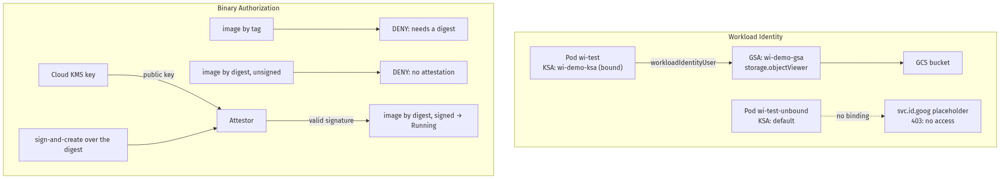 Binary Authorization
image by tag
DENY: needs a digest
Cloud KMS key
public key
image by digest, unsigned
DENY: no attestation
Attestor
valid signature
image by digest, signed →
Running
sign-and-create over the
digest
Workload Identity
Pod wi-test
KSA: wi-demo-ksa (bound)
workloadIdentityUser
GSA: wi-demo-gsa
storage.objectViewer
GCS bucket
Pod wi-test-unbound
KSA: default
no binding
svc.id.goog placeholder
403: no access